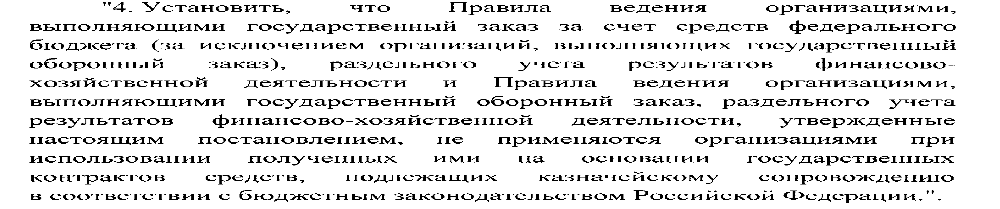 "4. Установить, что Правила ведения организациями,
выполняющими государственный заказ за счет средств федерального
бюджета (за исключением организаций, выполняющих государственный
оборонный заказ), раздельного учета результатов финансово-
хозяйственной деятельности и Правила ведения организациями,
выполняющими государственный оборонный заказ, раздельного учета
результатов финансово-хозяйственной деятельности, утвержденные
настоящим постановлением, не применяются организациями при
использовании полученных ими на основании государственных
контрактов средств, подлежащих казначейскому сопровождению
в соответствии с бюджетным законодательством Российской Федерации.".